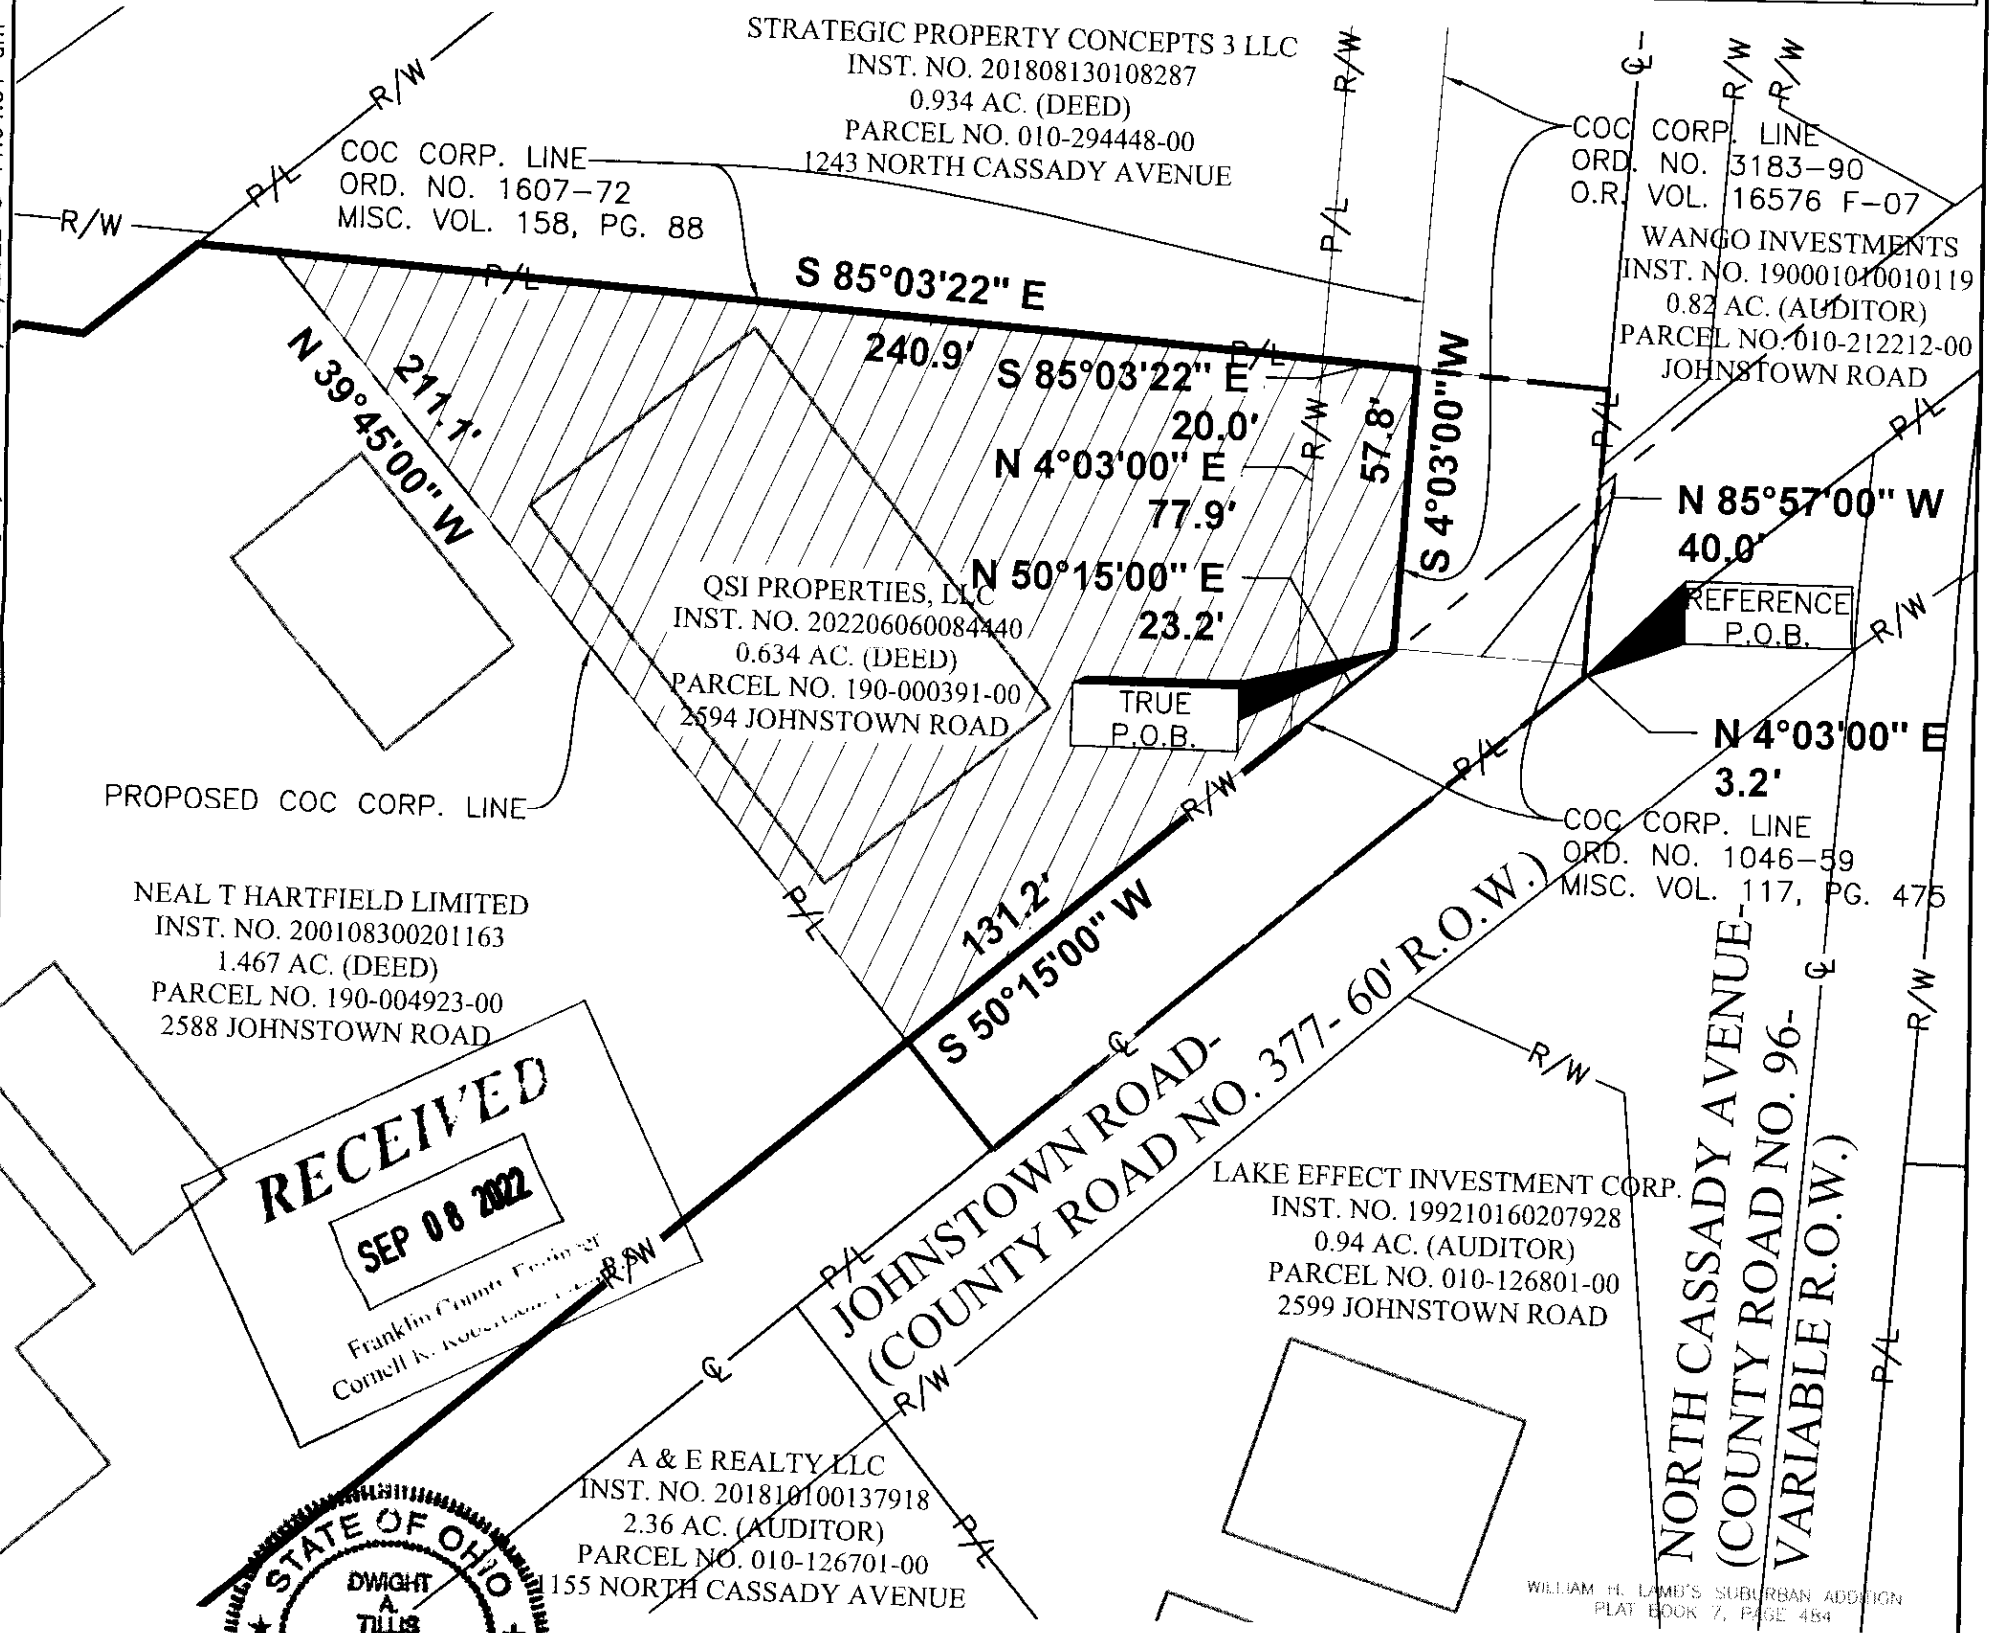 STRATEGIC PROPERTY CONCEPTS 3 LLC
INST. NO. 201808130108287
0.934 AC. (DEED)
PARCEL NO. 010-294448-00
1243 NORTH CASSADY AVENUE
R/W
R/W
℄
R/W
R/W
P/L
P/L
R/W
COC CORP. LINE
ORD. NO. 1607-72
MISC. VOL. 158, PG. 88
COC CORP. LINE
ORD. NO. 3183-90
O.R. VOL. 16576 F-07
WANGO INVESTMENTS
INST. NO. 190001010010119
0.82 AC. (AUDITOR)
PARCEL NO. 010-212212-00
JOHNSTOWN ROAD
P/L
S 85°03'22" E
240.9'
P/L
S 85°03'22" E
20.0'
N 4°03'00" E
77.9'
N 50°15'00" E
23.2'
R/W
57.8'
S 4°03'00" W
P/L
P/L
N 39°45'00" W
211.1'
N 85°57'00" W
40.0'
REFERENCE
P.O.B.
R/W
N 4°03'00" E
3.2'
QSI PROPERTIES, LLC
INST. NO. 202206060084440
0.634 AC. (DEED)
PARCEL NO. 190-000391-00
2594 JOHNSTOWN ROAD
TRUE
P.O.B.
P/L
R/W
PROPOSED COC CORP. LINE
COC CORP. LINE
ORD. NO. 1046-59
MISC. VOL. 117, PG. 475
NEAL T HARTFIELD LIMITED
INST. NO. 200108300201163
1.467 AC. (DEED)
PARCEL NO. 190-004923-00
2588 JOHNSTOWN ROAD
P/L
131.2'
S 50°15'00" W
℄
℄
R/W
R/W
RECEIVED
SEP 08 2022
Franklin County Engineer
Cornell R.
R/W
P/L
JOHNSTOWN ROAD-
(COUNTY ROAD NO. 377- 60' R.O.W.)
R/W
℄
LAKE EFFECT INVESTMENT CORP.
INST. NO. 199210160207928
0.94 AC. (AUDITOR)
PARCEL NO. 010-126801-00
2599 JOHNSTOWN ROAD
NORTH CASSADY AVENUE-
(COUNTY ROAD NO. 96-
VARIABLE R.O.W.)
P/L
A & E REALTY LLC
INST. NO. 201810100137918
2.36 AC. (AUDITOR)
PARCEL NO. 010-126701-00
1155 NORTH CASSADY AVENUE
P/L
STATE OF OHIO
DWIGHT
A.
TILLIS
WILLIAM H. LAMB'S SUBURBAN ADDITION
PLAT BOOK 7, PAGE 484